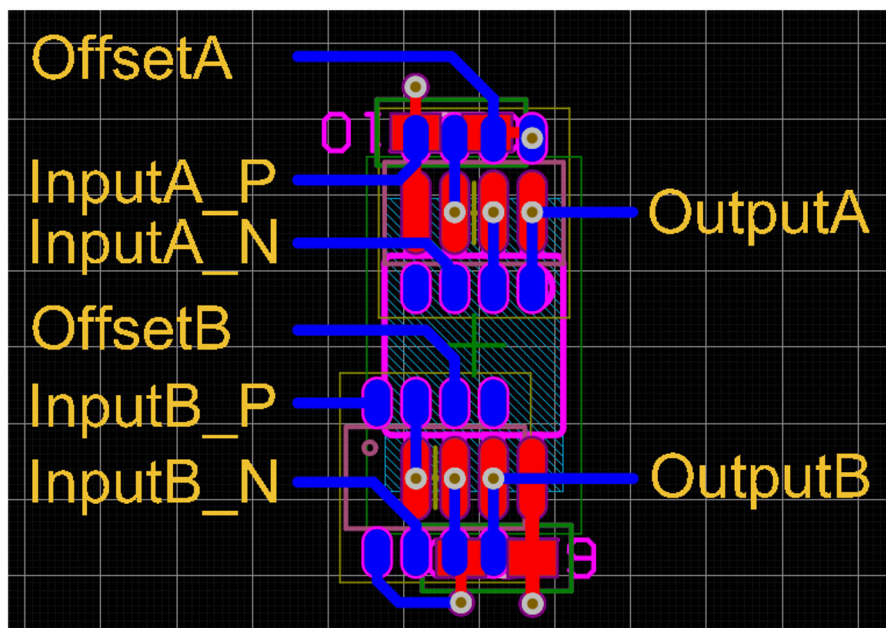 OffsetA
InputA_P
OutputA
InputA_N
OffsetB
InputB_P
InputB_N
OutputB